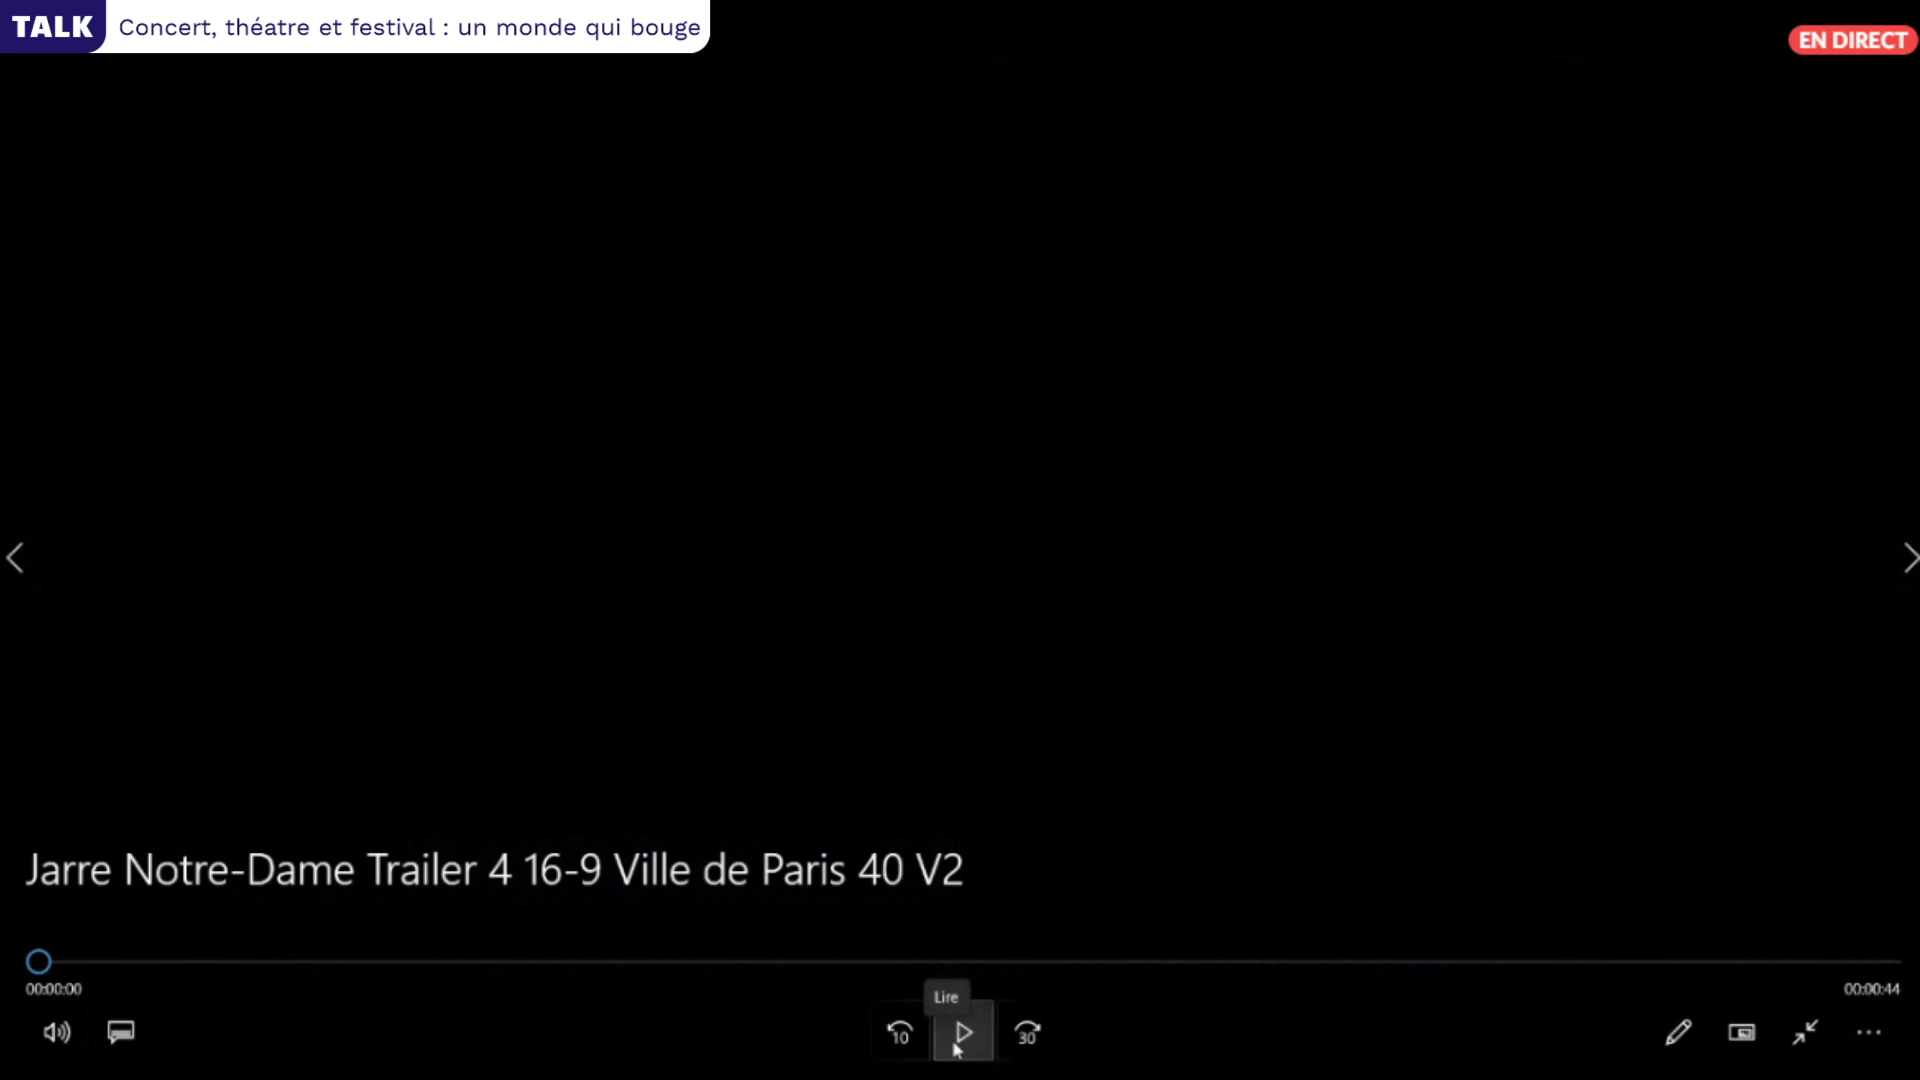 TALK Concert, théatre et festival : un monde qui bouge
EN DIRECT
Jarre Notre-Dame Trailer 4 16-9 Ville de Paris 40 V2
00:00:00
00:00:44
Lire
10
30